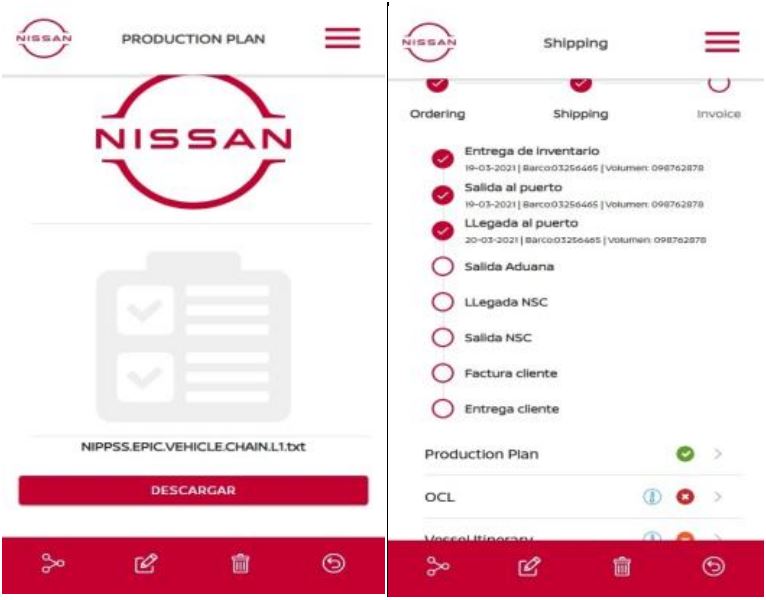 NISSAN
PRODUCTION PLAN
NISSAN
NIPPSS.EPIC.VEHICLE.CHAIN.L1.txt
DESCARGAR
NISSAN
Shipping
Ordering
Shipping
Invoice
Entrega de inventario
19-03-2021 | Barco:03256465 | Volumen: 098762878
Salida al puerto
19-03-2021 | Barco:03256465 | Volumen: 098762878
LLegada al puerto
20-03-2021 | Barco:03256465 | Volumen: 098762878
Salida Aduana
LLegada NSC
Salida NSC
Factura cliente
Entrega cliente
Production Plan
OCL
Vessel Itinerary